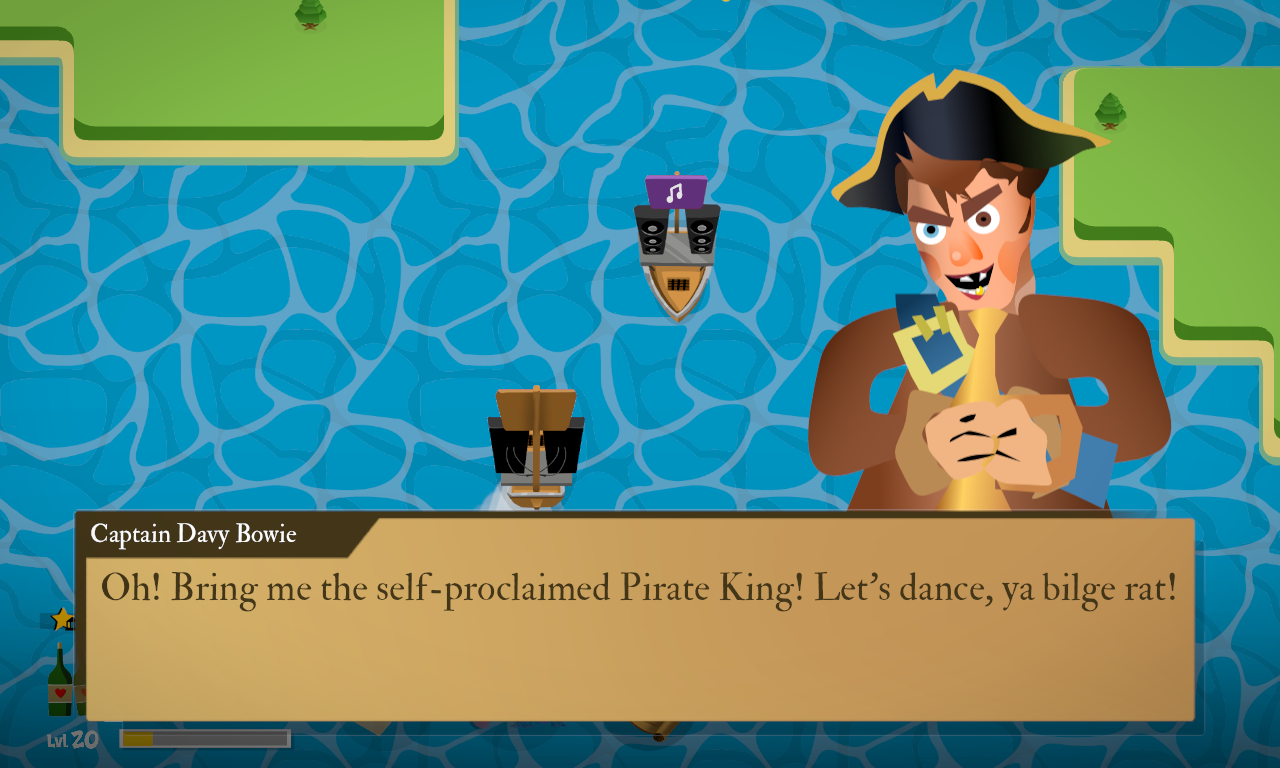 Captain Davy Bowie
Oh! Bring me the self-proclaimed Pirate King! Let's dance, ya bilge rat!
Lvl 20